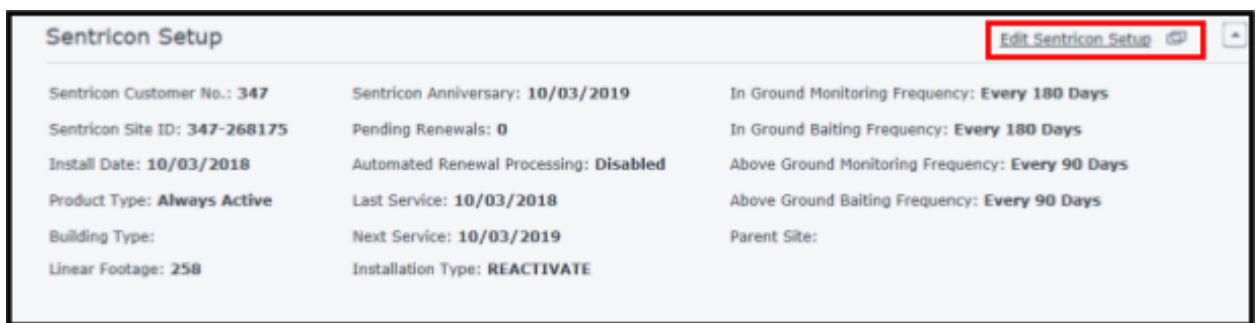 Sentricon Setup
Edit Sentricon Setup
Sentricon Customer No.: 347
Sentricon Anniversary: 10/03/2019
In Ground Monitoring Frequency: Every 180 Days
Sentricon Site ID: 347-268175
Pending Renewals: 0
In Ground Baiting Frequency: Every 180 Days
Install Date: 10/03/2018
Automated Renewal Processing: Disabled
Above Ground Monitoring Frequency: Every 90 Days
Product Type: Always Active
Last Service: 10/03/2018
Above Ground Baiting Frequency: Every 90 Days
Building Type:
Next Service: 10/03/2019
Parent Site:
Linear Footage: 258
Installation Type: REACTIVATE